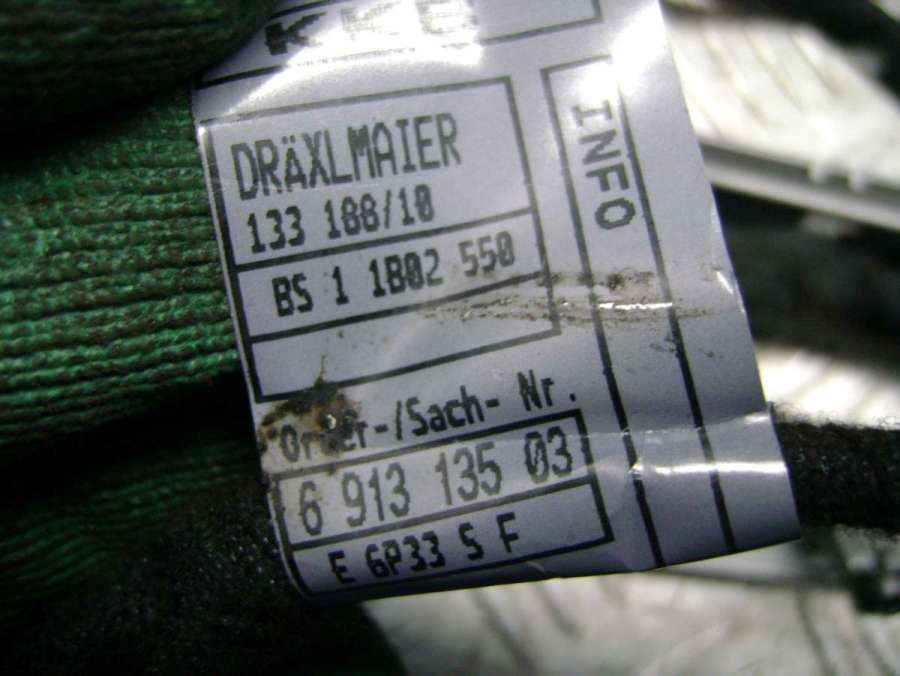 DRÄXLMAIER
133 188/10
BS 1 1B02 550
Order-/Sach- Nr.
6 913 135 03
E 6P33 S F
INFO